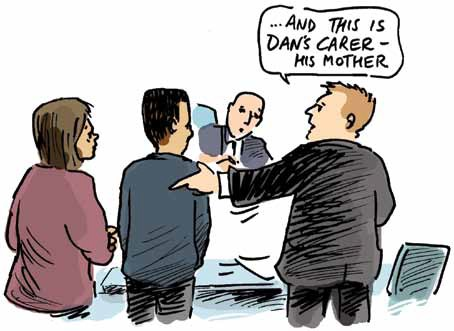 ...AND THIS IS
DAN'S CARER –
HIS MOTHER